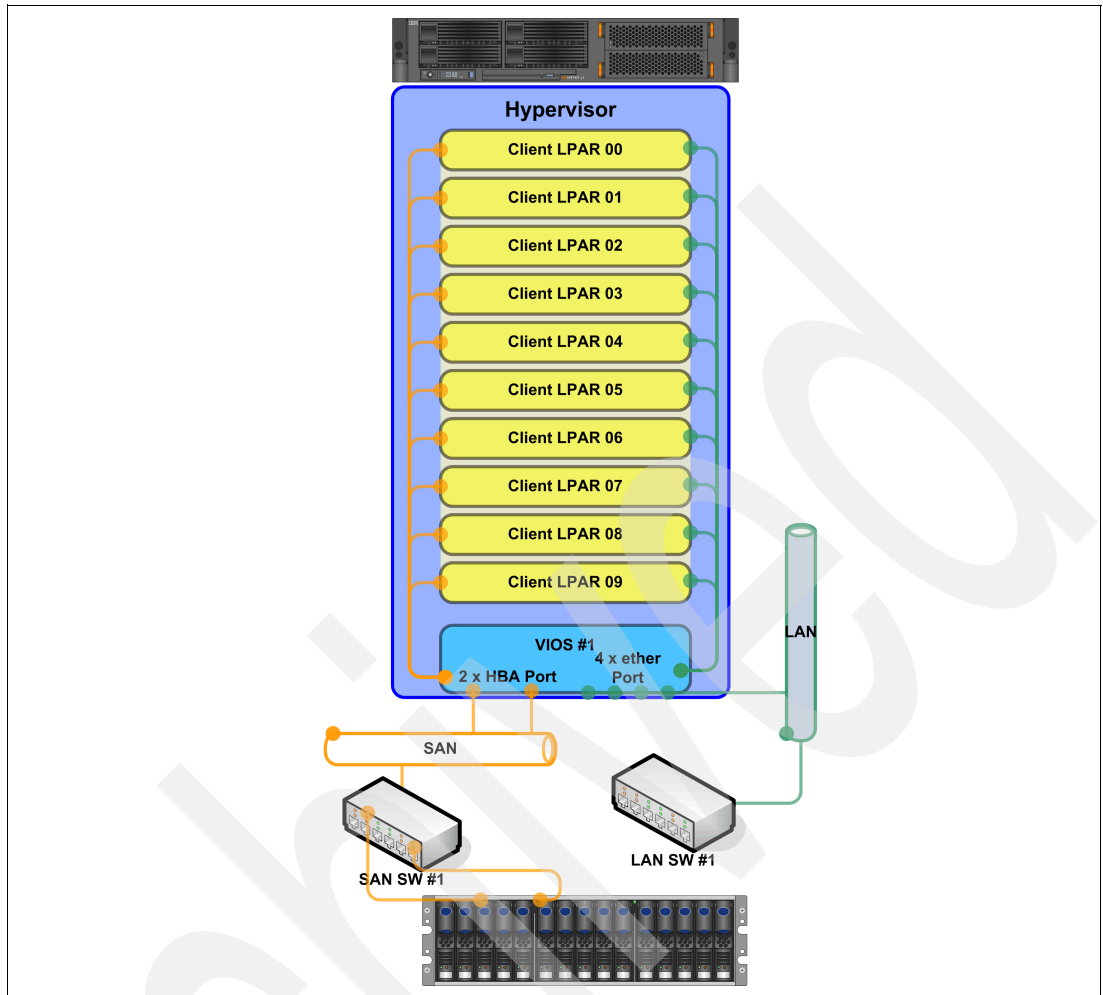 IBM
Hypervisor
Client LPAR 00
Client LPAR 01
Client LPAR 02
Client LPAR 03
Client LPAR 04
Client LPAR 05
Client LPAR 06
Client LPAR 07
Client LPAR 08
Client LPAR 09
VIOS #1
2 x HBA Port
4 x ether
Port
LAN
SAN
SAN SW #1
LAN SW #1
hived